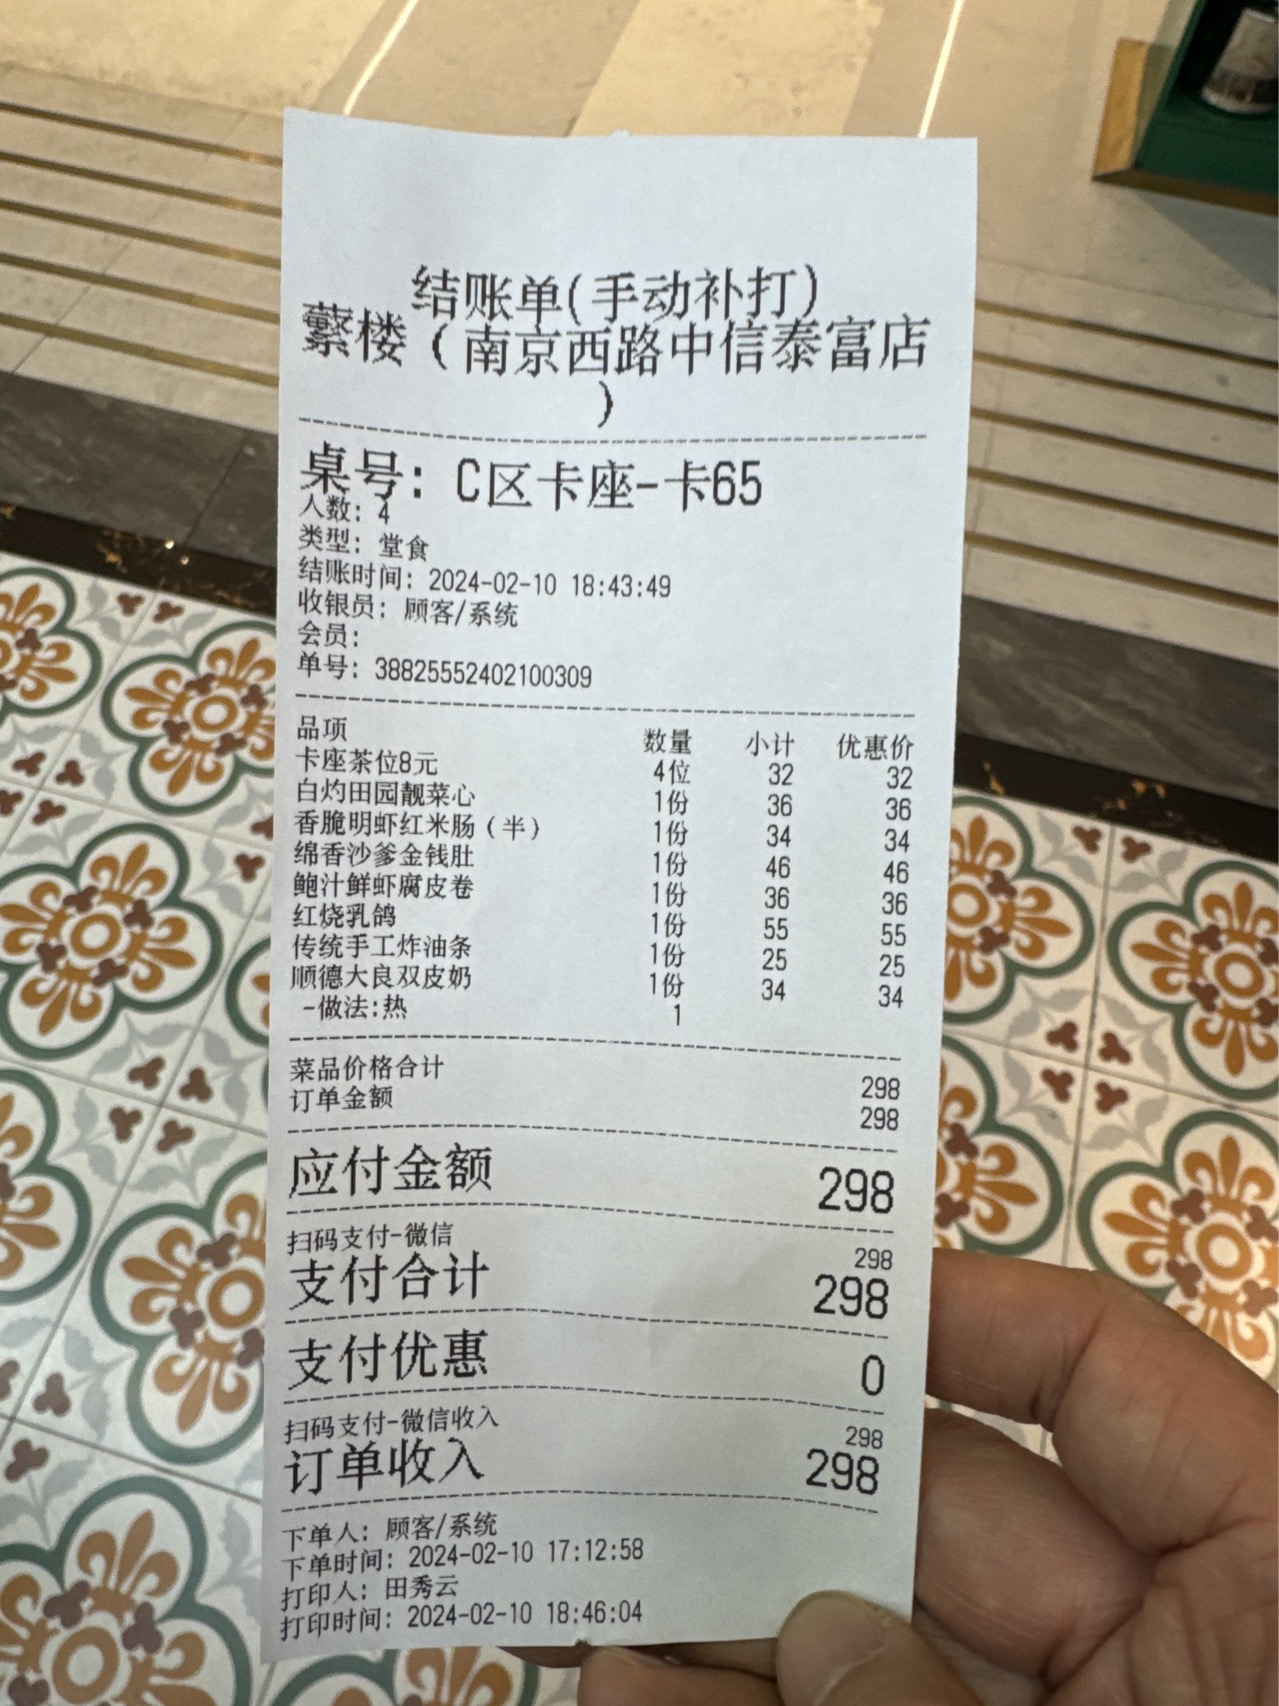 结账单(手动补打)
蘩楼（南京西路中信泰富店
）
桌号: C区卡座-卡65
人数: 4
类型: 堂食
结账时间: 2024-02-10 18:43:49
收银员: 顾客/系统
会员:
单号: 38825552402100309
品项 数量 小计 优惠价
卡座茶位8元 4位 32 32
白灼田园靓菜心 1份 36 36
香脆明虾红米肠（半） 1份 34 34
绵香沙爹金钱肚 1份 46 46
鲍汁鲜虾腐皮卷 1份 36 36
红烧乳鸽 1份 55 55
传统手工炸油条 1份 25 25
顺德大良双皮奶 1份 34 34
-做法:热 1
菜品价格合计 298
订单金额 298
应付金额 298
扫码支付-微信 298
支付合计 298
支付优惠 0
扫码支付-微信收入 298
订单收入 298
下单人: 顾客/系统
下单时间: 2024-02-10 17:12:58
打印人: 田秀云
打印时间: 2024-02-10 18:46:04